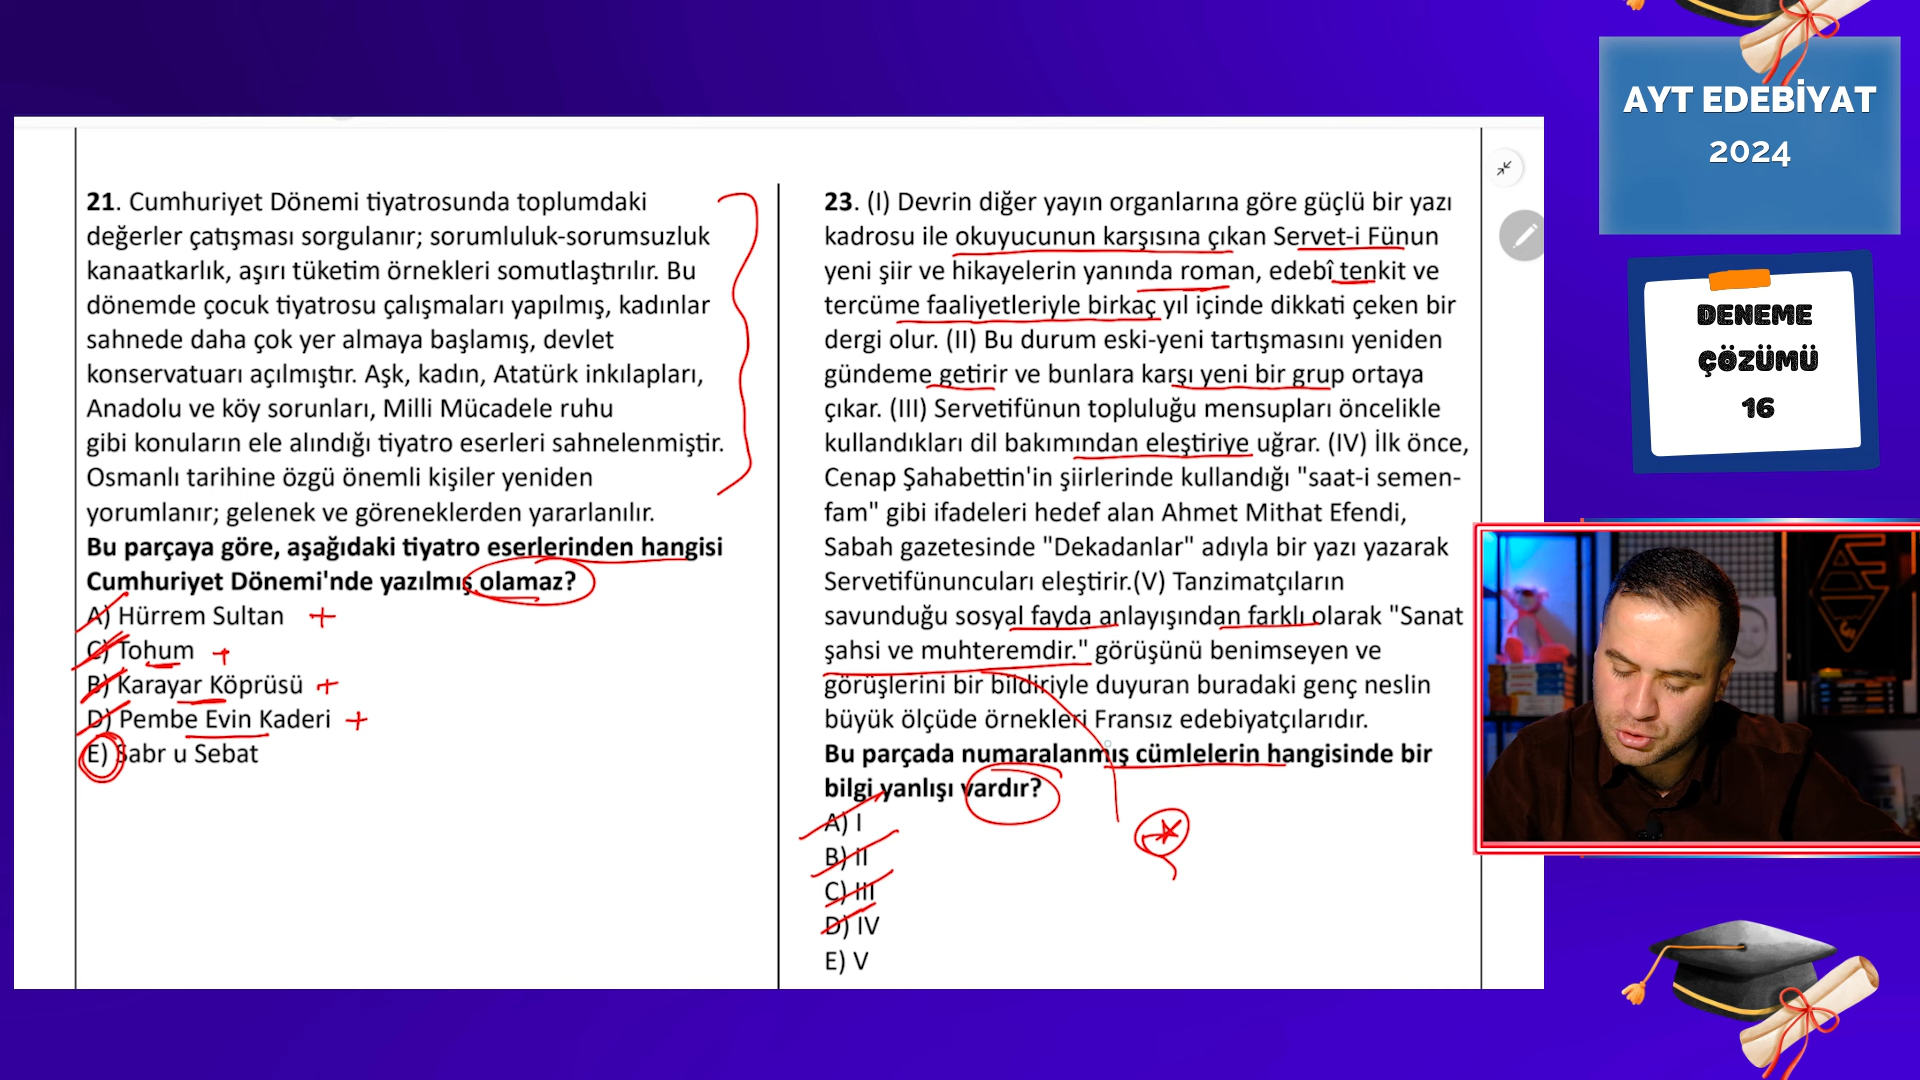 21. Cumhuriyet Dönemi tiyatrosunda toplumdaki
değerler çatışması sorgulanır; sorumluluk-sorumsuzluk
kanaatkarlık, aşırı tüketim örnekleri somutlaştırılır. Bu
dönemde çocuk tiyatrosu çalışmaları yapılmış, kadınlar
sahnede daha çok yer almaya başlamış, devlet
konservatuarı açılmıştır. Aşk, kadın, Atatürk inkılapları,
Anadolu ve köy sorunları, Milli Mücadele ruhu
gibi konuların ele alındığı tiyatro eserleri sahnelenmiştir.
Osmanlı tarihine özgü önemli kişiler yeniden
yorumlanır; gelenek ve göreneklerden yararlanılır.
Bu parçaya göre, aşağıdaki tiyatro eserlerinden hangisi
Cumhuriyet Dönemi'nde yazılmış olamaz?
A) Hürrem Sultan +
C) Tohum +
B) Karayar Köprüsü +
D) Pembe Evin Kaderi +
E) Sabr u Sebat
23. (I) Devrin diğer yayın organlarına göre güçlü bir yazı
kadrosu ile okuyucunun karşısına çıkan Servet-i Fünun
yeni şiir ve hikayelerin yanında roman, edebî tenkit ve
tercüme faaliyetleriyle birkaç yıl içinde dikkati çeken bir
dergi olur. (II) Bu durum eski-yeni tartışmasını yeniden
gündeme getirir ve bunlara karşı yeni bir grup ortaya
çıkar. (III) Servetifünun topluluğu mensupları öncelikle
kullandıkları dil bakımından eleştiriye uğrar. (IV) İlk önce,
Cenap Şahabettin'in şiirlerinde kullandığı "saat-i semen-
fam" gibi ifadeleri hedef alan Ahmet Mithat Efendi,
Sabah gazetesinde "Dekadanlar" adıyla bir yazı yazarak
Servetifünuncuları eleştirir.(V) Tanzimatçıların
savunduğu sosyal fayda anlayışından farklı olarak "Sanat
şahsi ve muhteremdir." görüşünü benimseyen ve
görüşlerini bir bildiriyle duyuran buradaki genç neslin
büyük ölçüde örnekleri Fransız edebiyatçılarıdır.
Bu parçada numaralanmış cümlelerin hangisinde bir
bilgi yanlışı vardır?
A) I
B) II
C) III
D) IV
E) V
AYT EDEBİYAT
2024
DENEME
ÇÖZÜMÜ
16